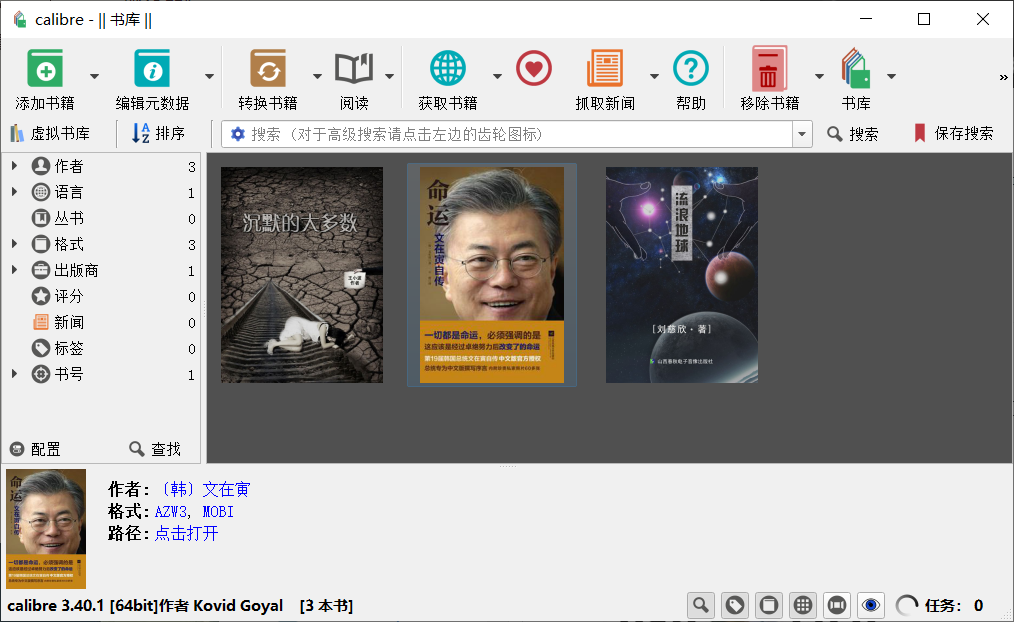 calibre - || 书库 ||
添加书籍
编辑元数据
转换书籍
阅读
获取书籍
抓取新闻
帮助
移除书籍
书库
»
虚拟书库
A
Z
排序
搜索（对于高级搜索请点击左边的齿轮图标）
搜索
保存搜索
作者 3
语言 1
丛书 0
格式 3
出版商 1
评分 0
新闻 0
标签 0
书号 1
配置
查找
沉默的大多数
王小波
作者
命运
文在寅自传
一切都是命运，必须强调的是
这应该是经过卓绝努力后改变了的命运
第19届韩国总统文在寅自传 中文版官方授权
流浪地球
[刘慈欣·著]
作者：〔韩〕文在寅
格式：AZW3, MOBI
路径：点击打开
calibre 3.40.1 [64bit]作者 Kovid Goyal [3 本书]
任务： 0